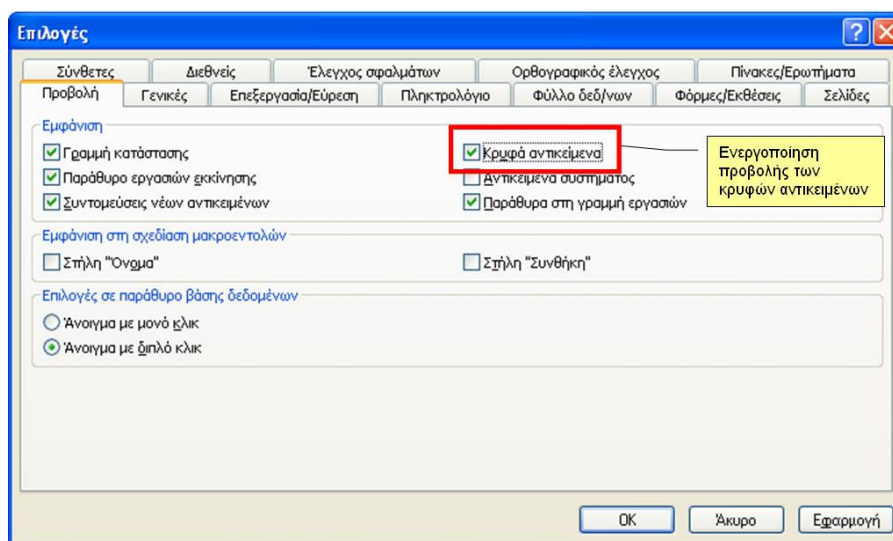 Επιλογές
Σύνθετες Διεθνείς Έλεγχος σφαλμάτων Ορθογραφικός έλεγχος Πίνακες/Ερωτήματα
Προβολή Γενικές Επεξεργασία/Εύρεση Πληκτρολόγιο Φύλλο δεδ/νων Φόρμες/Εκθέσεις Σελίδες
Εμφάνιση
Γραμμή κατάστασης
Κρυφά αντικείμενα
Παράθυρο εργασιών εκκίνησης
Αντικείμενα συστήματος
Συντομεύσεις νέων αντικειμένων
Παράθυρα στη γραμμή εργασιών
Ενεργοποίηση
προβολής των
κρυφών αντικειμένων
Εμφάνιση στη σχεδίαση μακροεντολών
Στήλη "Όνομα"
Στήλη "Συνθήκη"
Επιλογές σε παράθυρο βάσης δεδομένων
Άνοιγμα με μονό κλικ
Άνοιγμα με διπλό κλικ
OK Άκυρο Εφαρμογή